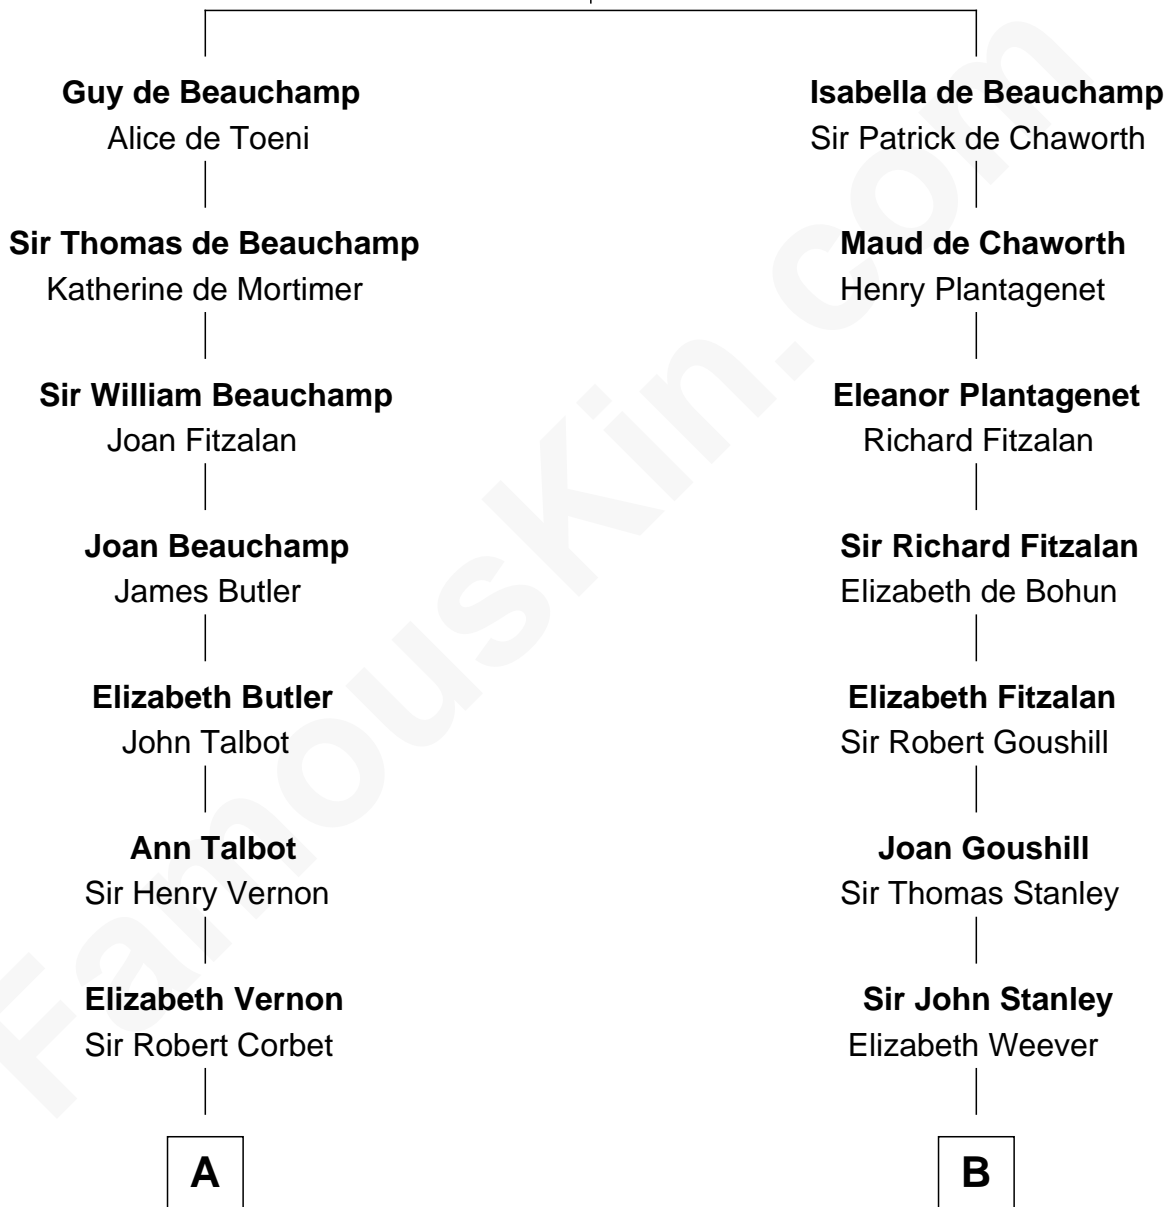 Guy de Beauchamp
Alice de Toeni
Sir Thomas de Beauchamp
Katherine de Mortimer
Sir William Beauchamp
Joan Fitzalan
Joan Beauchamp
James Butler
Elizabeth Butler
John Talbot
Ann Talbot
Sir Henry Vernon
Elizabeth Vernon
Sir Robert Corbet
A
Isabella de Beauchamp
Sir Patrick de Chaworth
Maud de Chaworth
Henry Plantagenet
Eleanor Plantagenet
Richard Fitzalan
Sir Richard Fitzalan
Elizabeth de Bohun
Elizabeth Fitzalan
Sir Robert Goushill
Joan Goushill
Sir Thomas Stanley
Sir John Stanley
Elizabeth Weever
B
FamousKin.com